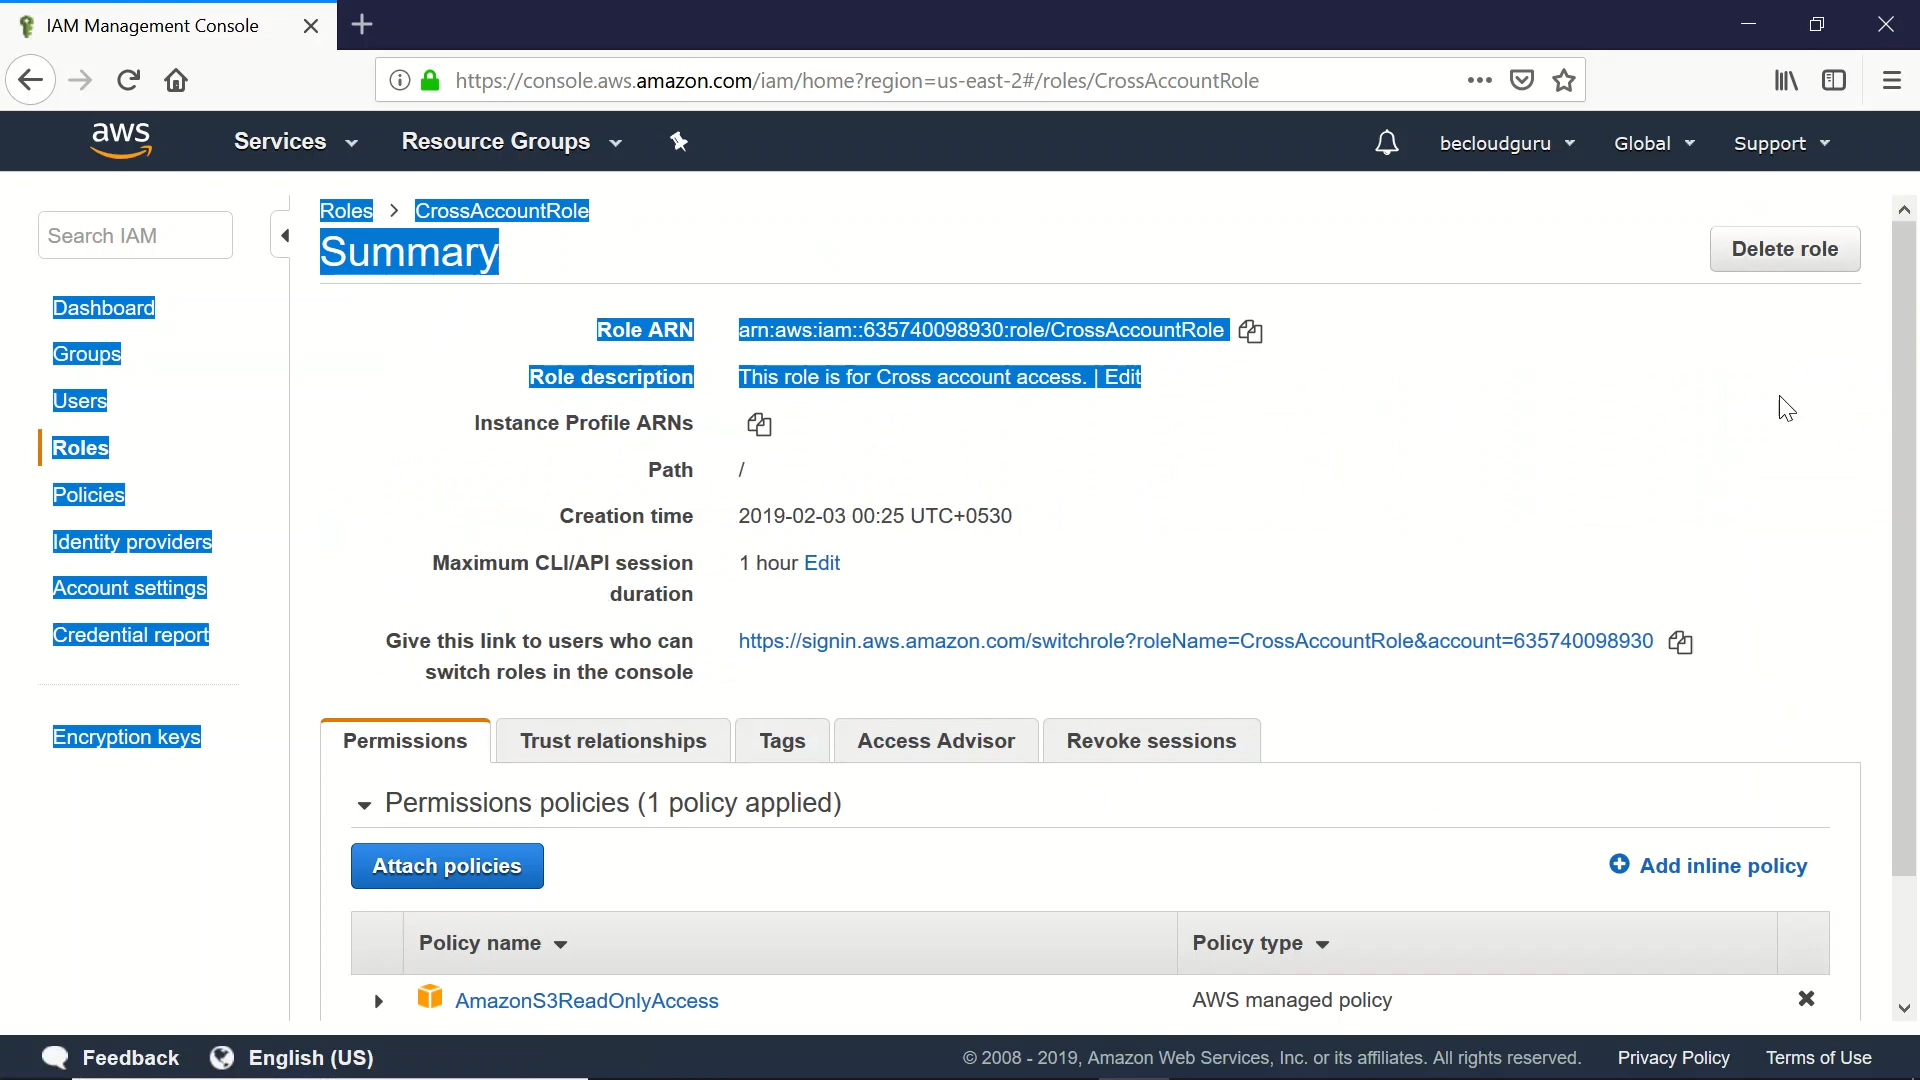 IAM Management Console
https://console.aws.amazon.com/iam/home?region=us-east-2#/roles/CrossAccountRole
aws Services Resource Groups becloudguru Global Support
Search IAM
Dashboard
Groups
Users
Roles
Policies
Identity providers
Account settings
Credential report
Encryption keys
Roles > CrossAccountRole
Summary
Delete role
Role ARN arn:aws:iam::635740098930:role/CrossAccountRole
Role description This role is for Cross account access. | Edit
Instance Profile ARNs
Path /
Creation time 2019-02-03 00:25 UTC+0530
Maximum CLI/API session 1 hour Edit
duration
Give this link to users who can https://signin.aws.amazon.com/switchrole?roleName=CrossAccountRole&account=635740098930
switch roles in the console
Permissions Trust relationships Tags Access Advisor Revoke sessions
Permissions policies (1 policy applied)
Attach policies Add inline policy
Policy name Policy type
AmazonS3ReadOnlyAccess AWS managed policy
Feedback English (US) © 2008 - 2019, Amazon Web Services, Inc. or its affiliates. All rights reserved. Privacy Policy Terms of Use